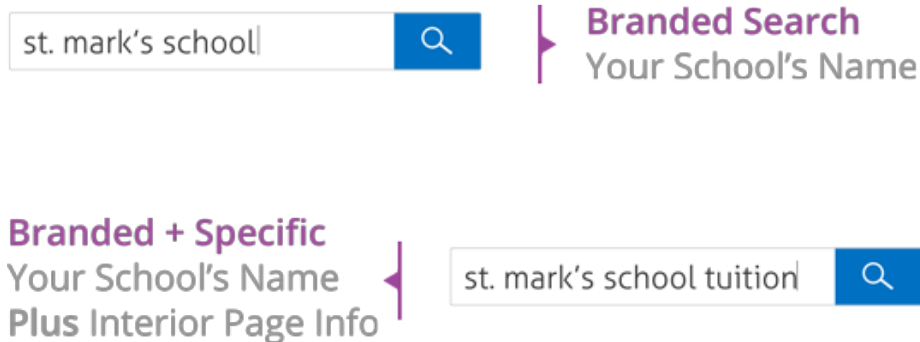 st. mark's school
Branded Search
Your School's Name
Branded + Specific
Your School's Name
Plus Interior Page Info
st. mark's school tuition